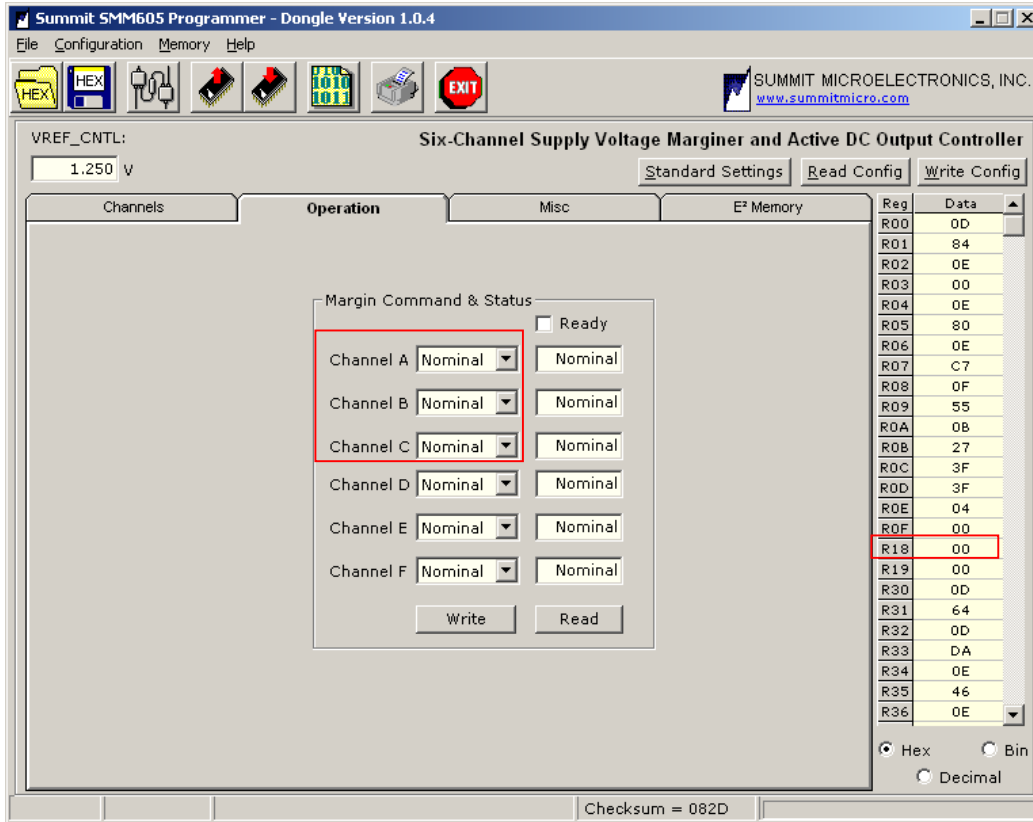 Summit SMM605 Programmer - Dongle Version 1.0.4
File Configuration Memory Help
HEX
HEX
010
1010
1011
EXIT
SUMMIT MICROELECTRONICS, INC.
www.summitmicro.com
VREF_CNTL:
Six-Channel Supply Voltage Marginer and Active DC Output Controller
1.250 V
Standard Settings Read Config Write Config
Channels Operation Misc E² Memory
Margin Command & Status
Ready
Channel A Nominal Nominal
Channel B Nominal Nominal
Channel C Nominal Nominal
Channel D Nominal Nominal
Channel E Nominal Nominal
Channel F Nominal Nominal
Write Read
Reg Data
R00 0D
R01 84
R02 0E
R03 00
R04 0E
R05 80
R06 0E
R07 C7
R08 0F
R09 55
R0A 0B
R0B 27
R0C 3F
R0D 3F
R0E 04
R0F 00
R18 00
R19 00
R30 0D
R31 64
R32 0D
R33 DA
R34 0E
R35 46
R36 0E
Hex Bin
Decimal
Checksum = 082D